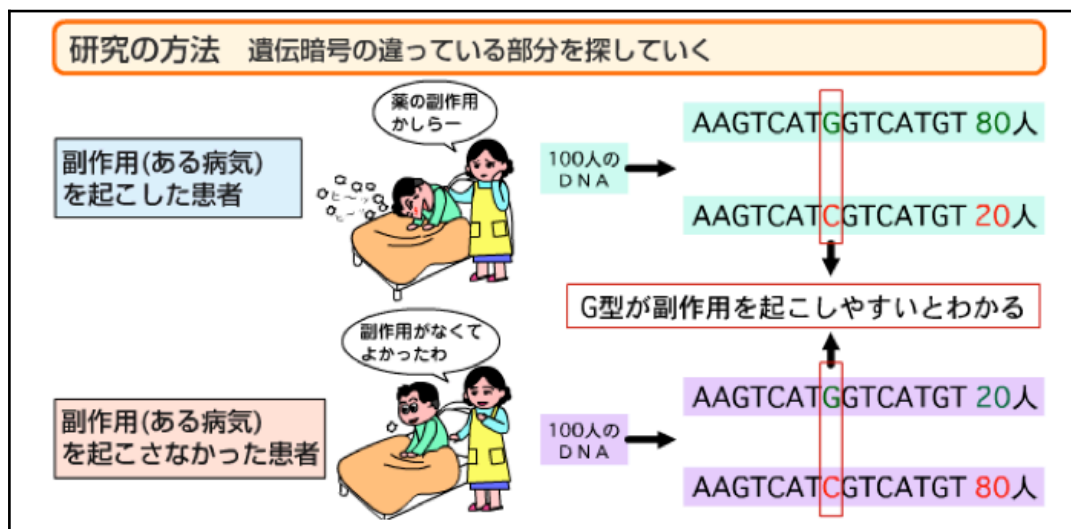 研究の方法 遺伝暗号の違っている部分を探していく
薬の副作用
かしらー
副作用(ある病気)
を起こした患者
ヒ〜ッ
ヒ〜ッ
100人の
DNA
AAGTCATGGTCATGT 80人
AAGTCATCGTCATGT 20人
G型が副作用を起こしやすいとわかる
副作用がなくて
よかったわ
副作用(ある病気)
を起こさなかった患者
100人の
DNA
AAGTCATGGTCATGT 20人
AAGTCATCGTCATGT 80人